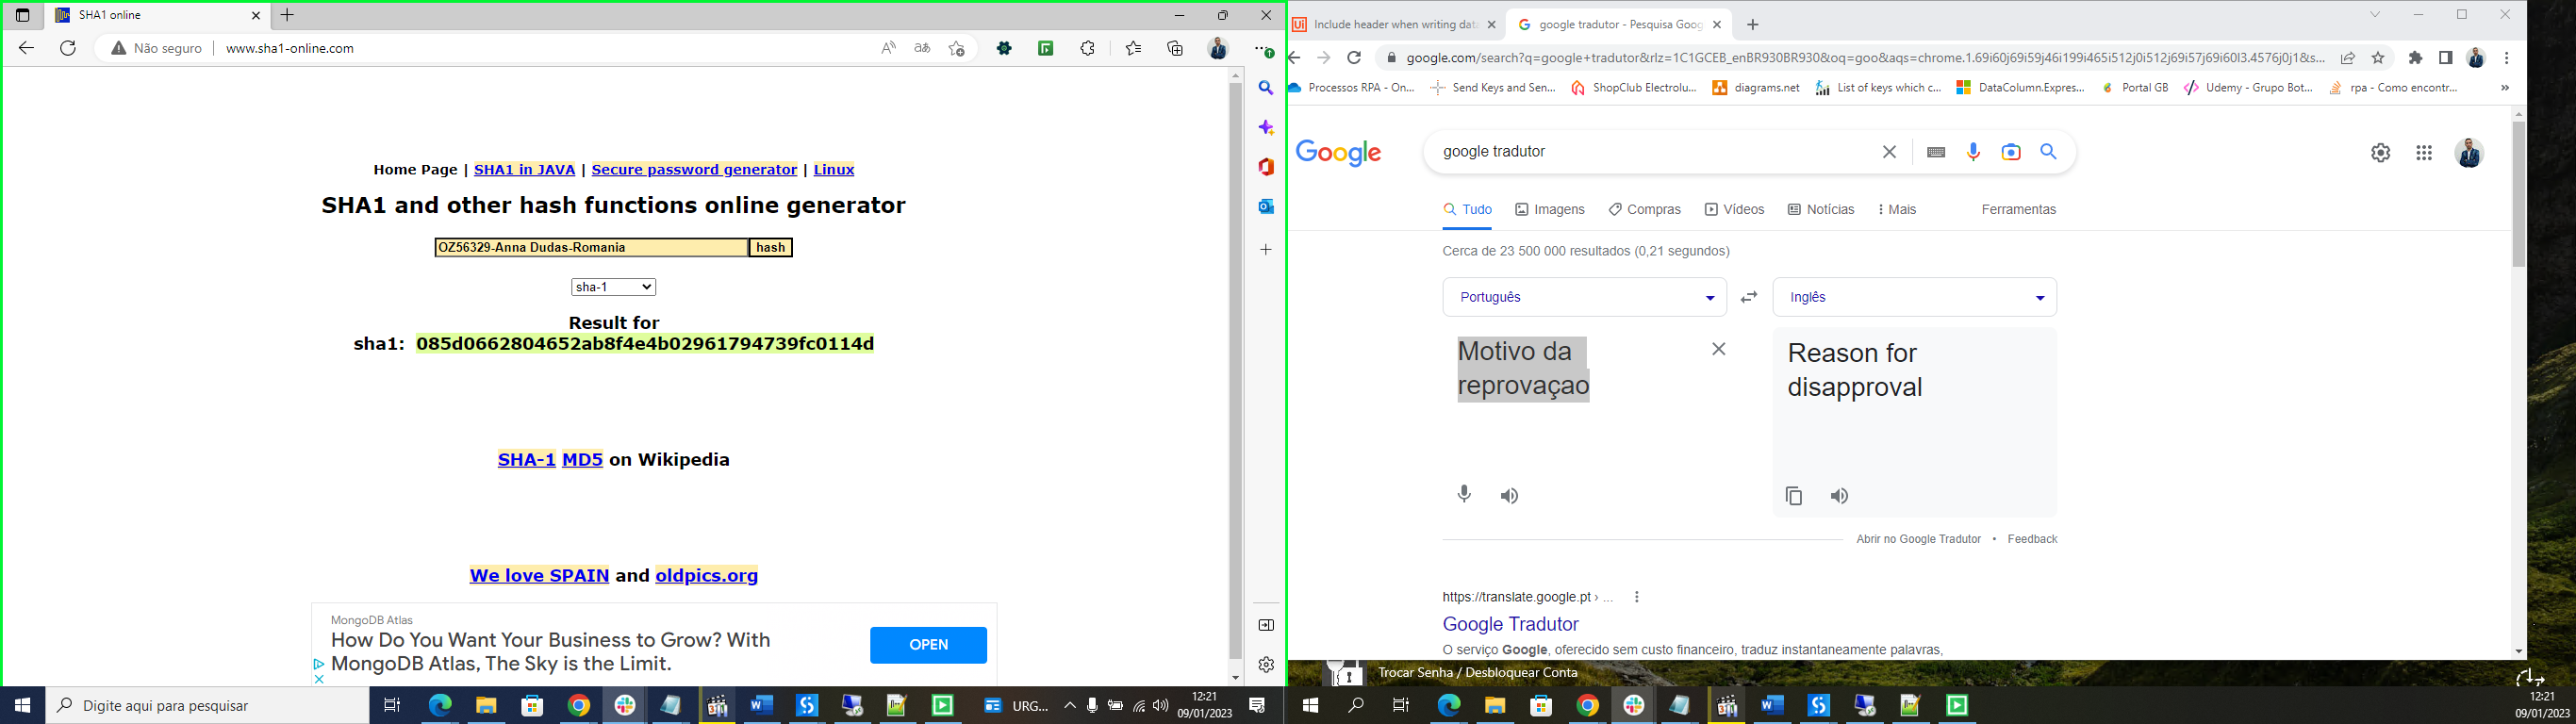 SHA1 online
Não seguro
www.sha1-online.com
Home Page | SHA1 in JAVA | Secure password generator | Linux
SHA1 and other hash functions online generator
OZ56329-Anna Dudas-Romania
hash
sha-1
Result for
sha1: 085d0662804652ab8f4e4b02961794739fc0114d
SHA-1 MD5 on Wikipedia
We love SPAIN and oldpics.org
MongoDB Atlas
How Do You Want Your Business to Grow? With
MongoDB Atlas, The Sky is the Limit.
OPEN
Digite aqui para pesquisar
URG...
12:21
09/01/2023
Include header when writing data
google tradutor - Pesquisa Goog
google.com/search?q=google+tradutor&rlz=1C1GCEB_enBR930BR930&oq=goo&aqs=chrome.1.69i60j69i59j46i199i465i512j0i512j69i57j69i60l3.4576j0j1&s...
Processos RPA - On...
Send Keys and Sen...
ShopClub Electrolu...
diagrams.net
List of keys which c...
DataColumn.Expres...
Portal GB
Udemy - Grupo Bot...
rpa - Como encontr...
Google
google tradutor
Tudo
Imagens
Compras
Vídeos
Notícias
Mais
Ferramentas
Cerca de 23 500 000 resultados (0,21 segundos)
Português
Inglês
Motivo da
reprovaçao
Reason for
disapproval
Abrir no Google Tradutor • Feedback
https://translate.google.pt › ...
Google Tradutor
O serviço Google, oferecido sem custo financeiro, traduz instantaneamente palavras,
Trocar Senha / Desbloquear Conta
12:21
09/01/2023